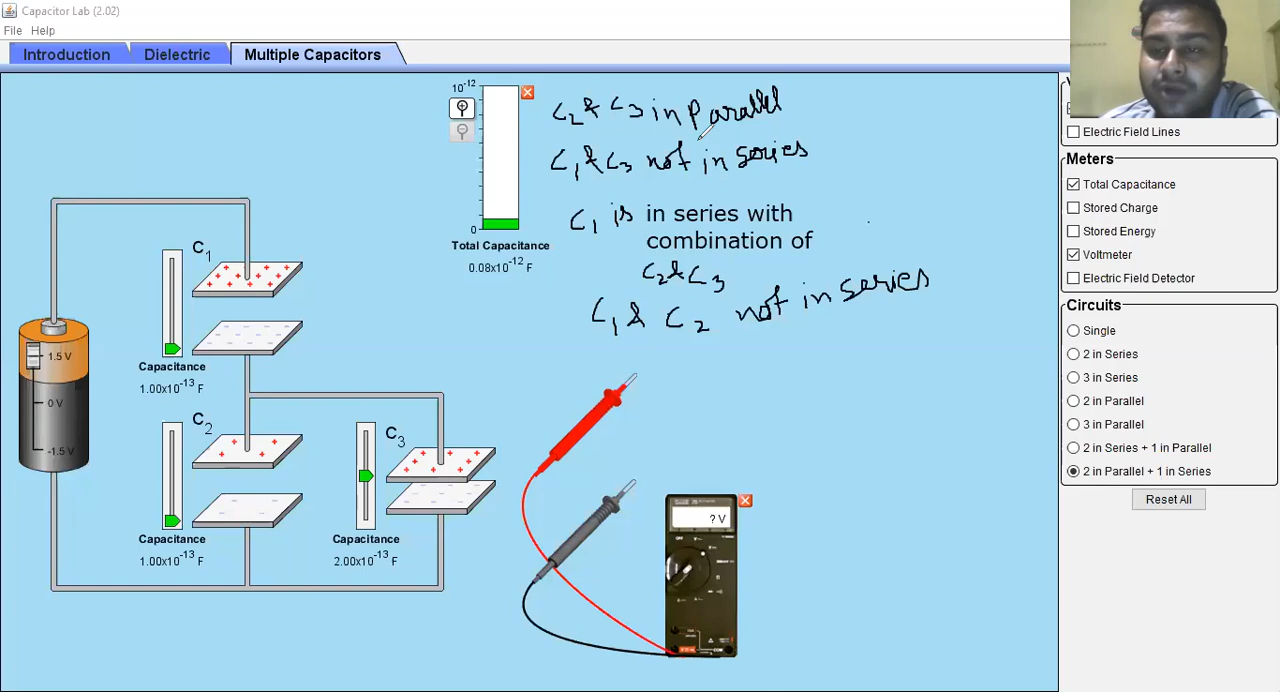 Capacitor Lab (2.02)
File Help
Introduction Dielectric Multiple Capacitors
10-12
0
Total Capacitance
0.08x10-12 F
C2 & C3 in parallel
C1 & C3 not in series
C1 is in series with
combination of
C2 & C3
C1 & C2 not in series
C1
Capacitance
1.00x10-13 F
1.5 V
0 V
-1.5 V
C2
Capacitance
1.00x10-13 F
C3
Capacitance
2.00x10-13 F
? V
Electric Field Lines
Meters
Total Capacitance
Stored Charge
Stored Energy
Voltmeter
Electric Field Detector
Circuits
Single
2 in Series
3 in Series
2 in Parallel
3 in Parallel
2 in Series + 1 in Parallel
2 in Parallel + 1 in Series
Reset All